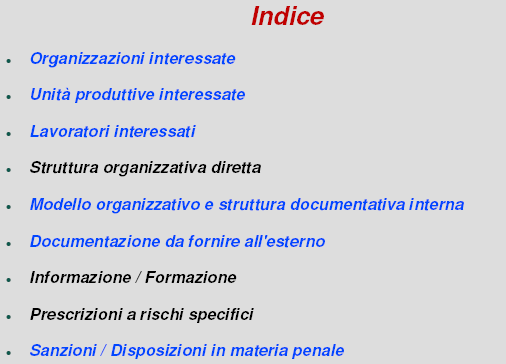 Indice
Organizzazioni interessate
Unità produttive interessate
Lavoratori interessati
Struttura organizzativa diretta
Modello organizzativo e struttura documentativa interna
Documentazione da fornire all'esterno
Informazione / Formazione
Prescrizioni a rischi specifici
Sanzioni / Disposizioni in materia penale